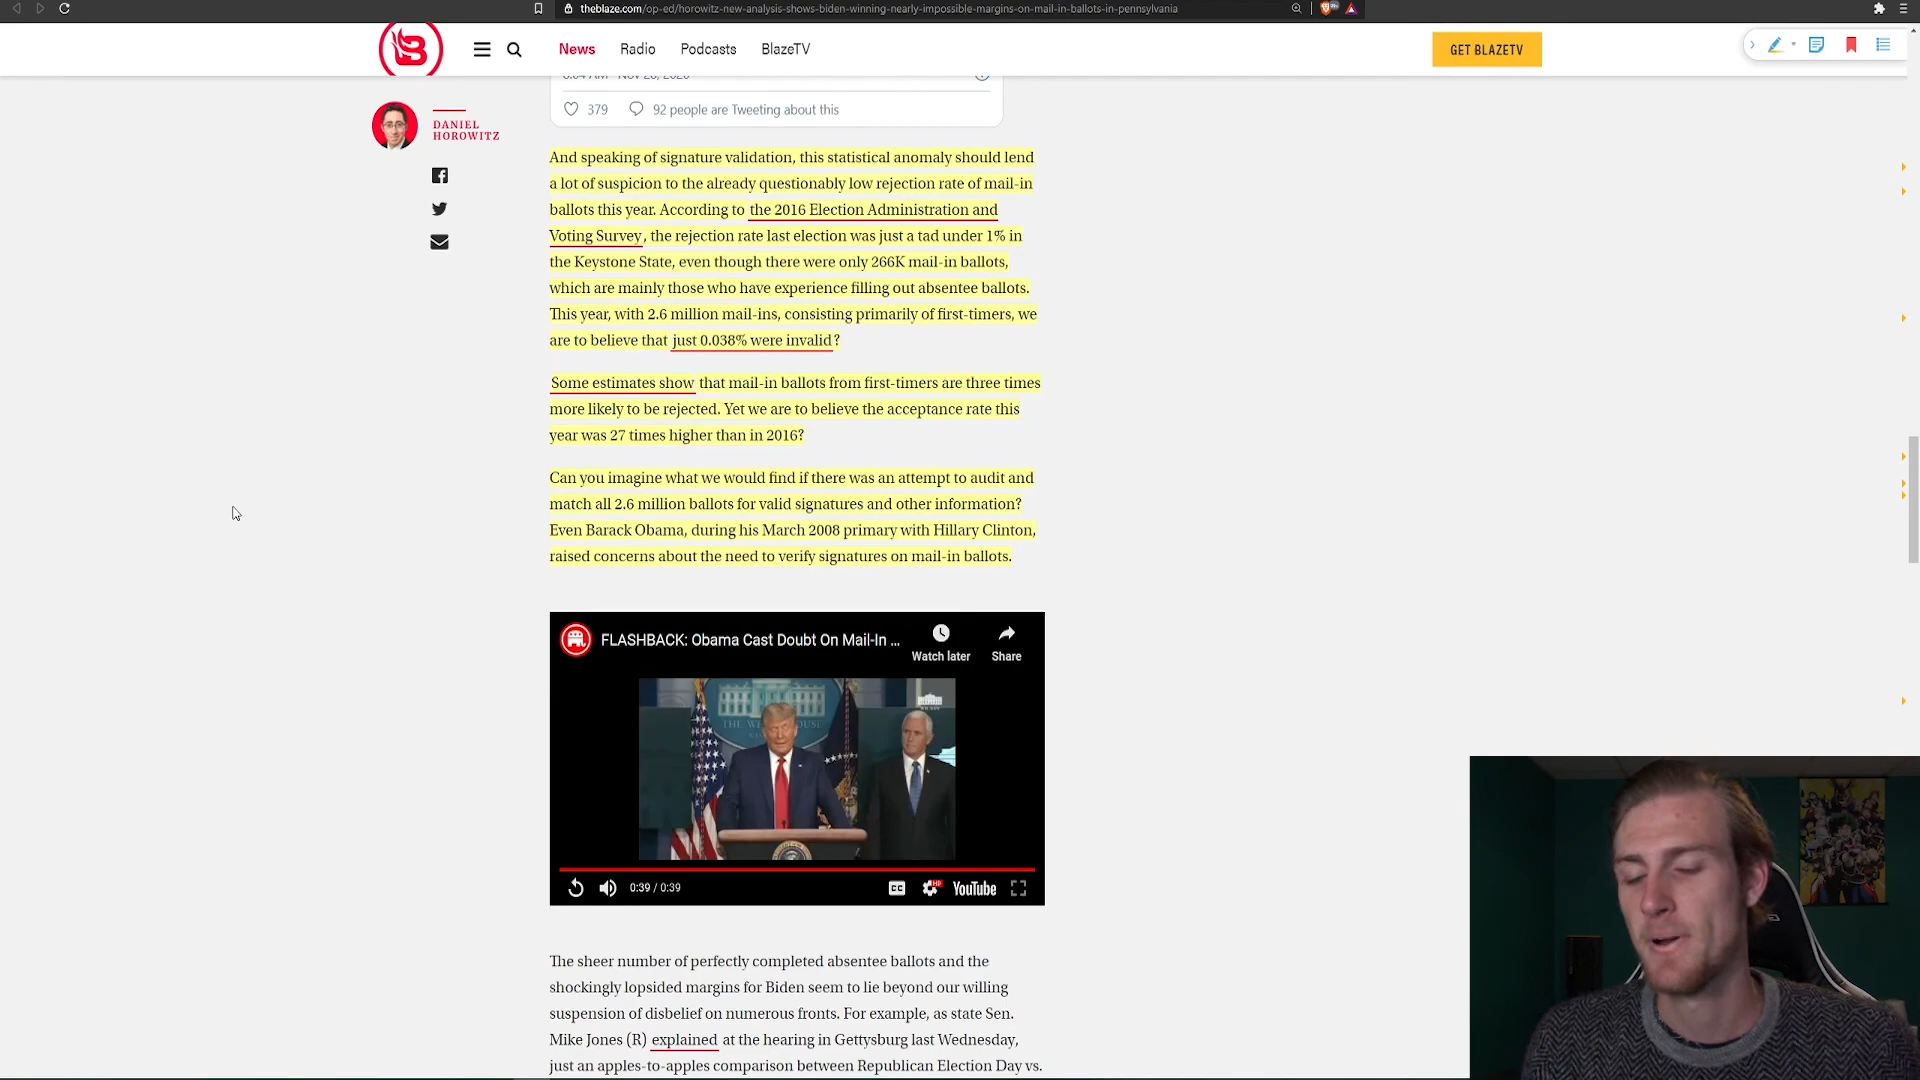 theblaze.com/op-ed/horowitz-new-analysis-shows-biden-winning-nearly-impossible-margins-on-mail-in-ballots-in-pennsylvania
News Radio Podcasts BlazeTV
GET BLAZETV
379 92 people are Tweeting about this
DANIEL
HOROWITZ
And speaking of signature validation, this statistical anomaly should lend
a lot of suspicion to the already questionably low rejection rate of mail-in
ballots this year. According to the 2016 Election Administration and
Voting Survey, the rejection rate last election was just a tad under 1% in
the Keystone State, even though there were only 266K mail-in ballots,
which are mainly those who have experience filling out absentee ballots.
This year, with 2.6 million mail-ins, consisting primarily of first-timers, we
are to believe that just 0.038% were invalid?
Some estimates show that mail-in ballots from first-timers are three times
more likely to be rejected. Yet we are to believe the acceptance rate this
year was 27 times higher than in 2016?
Can you imagine what we would find if there was an attempt to audit and
match all 2.6 million ballots for valid signatures and other information?
Even Barack Obama, during his March 2008 primary with Hillary Clinton,
raised concerns about the need to verify signatures on mail-in ballots.
FLASHBACK: Obama Cast Doubt On Mail-In ...
Watch later Share
0:39 / 0:39
CC HD YouTube
The sheer number of perfectly completed absentee ballots and the
shockingly lopsided margins for Biden seem to lie beyond our willing
suspension of disbelief on numerous fronts. For example, as state Sen.
Mike Jones (R) explained at the hearing in Gettysburg last Wednesday,
just an apples-to-apples comparison between Republican Election Day vs.